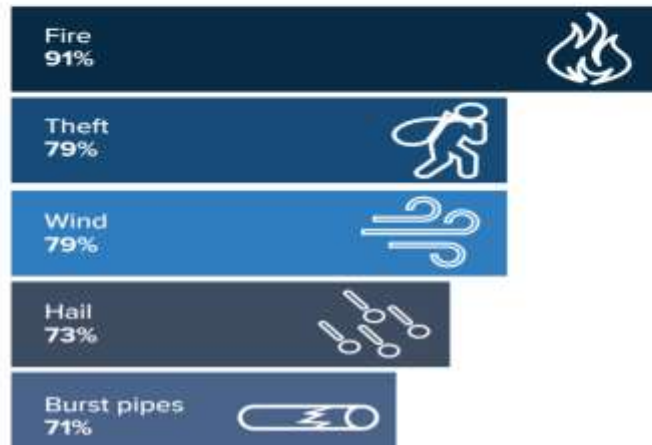 Fire
91%
Theft
79%
Wind
79%
Hail
73%
Burst pipes
71%